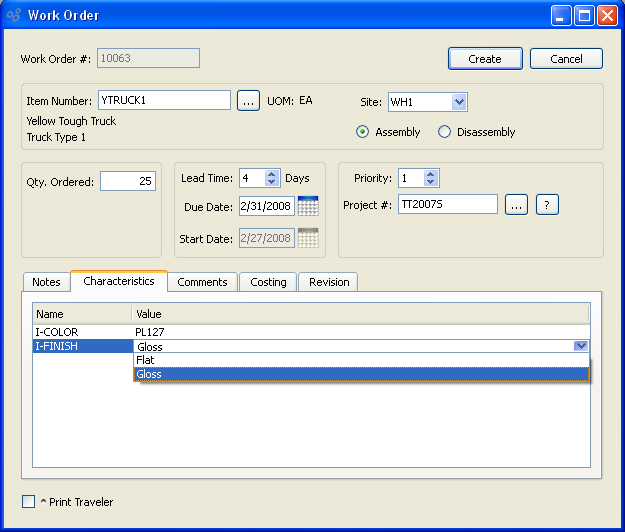 Work Order
Work Order #: 10063 Create Cancel
Item Number: YTRUCK1 ... UOM: EA Site: WH1
Yellow Tough Truck
Truck Type 1
Assembly Disassembly
Qty. Ordered: 25
Lead Time: 4 Days
Due Date: 2/31/2008
Start Date: 2/27/2008
Priority: 1
Project #: TT2007S ... ?
Notes Characteristics Comments Costing Revision
Name Value
I-COLOR PL127
I-FINISH Gloss
Flat
Gloss
^ Print Traveler